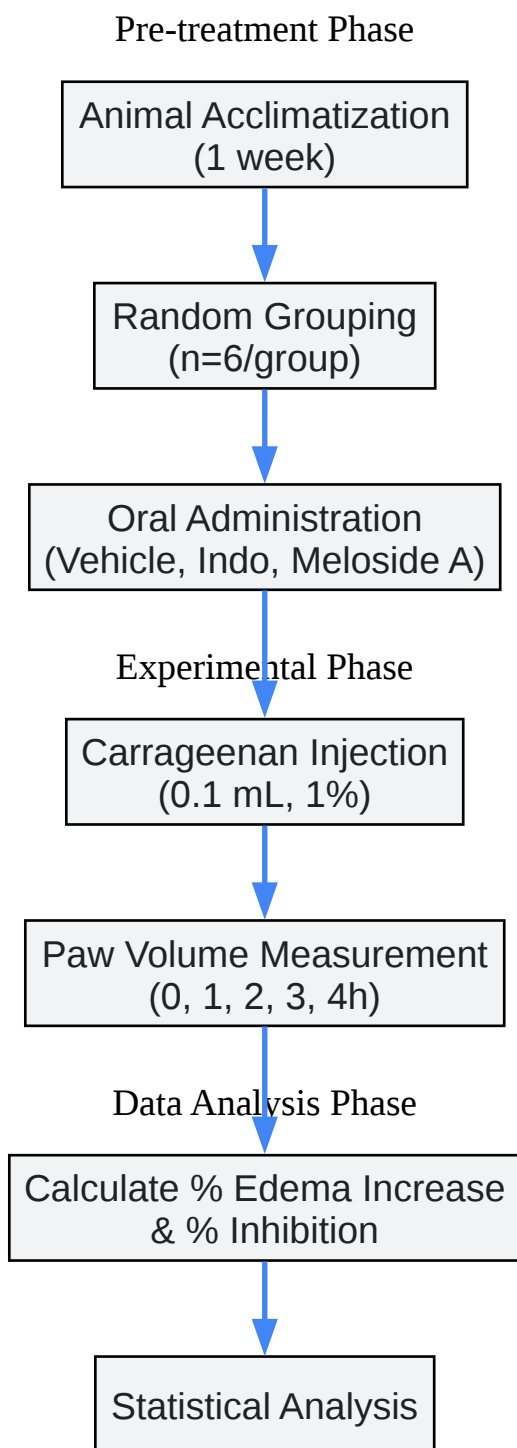 Pre-treatment Phase
Animal Acclimatization
(1 week)
Random Grouping
(n=6/group)
Oral Administration
(Vehicle, Indo, Meloside A)
Experimental Phase
Carrageenan Injection
(0.1 mL, 1%)
Paw Volume Measurement
(0, 1, 2, 3, 4h)
Data Analysis Phase
Calculate % Edema Increase
& % Inhibition
Statistical Analysis